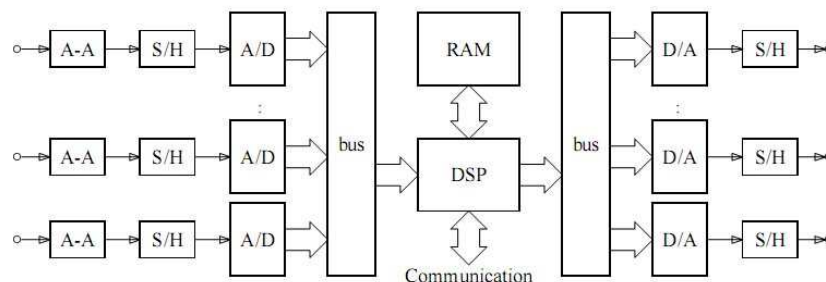 A-A S/H A/D RAM D/A S/H
:
:
A-A S/H A/D bus DSP bus D/A S/H
A-A S/H A/D D/A S/H
Communication